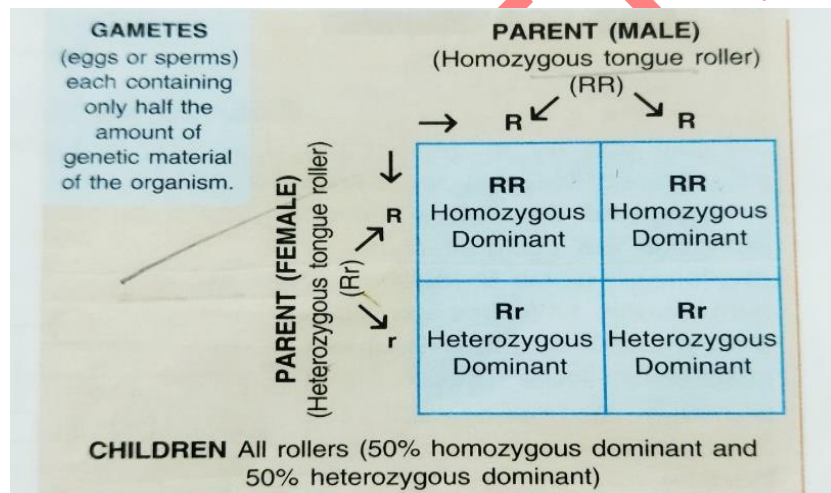 GAMETES
(eggs or sperms)
each containing
only half the
amount of
genetic material
of the organism.
PARENT (MALE)
(Homozygous tongue roller)
(RR)
R R
PARENT (FEMALE)
(Heterozygous tongue roller)
(Rr)
R
r
RR
Homozygous
Dominant
RR
Homozygous
Dominant
Rr
Heterozygous
Dominant
Rr
Heterozygous
Dominant
CHILDREN All rollers (50% homozygous dominant and
50% heterozygous dominant)